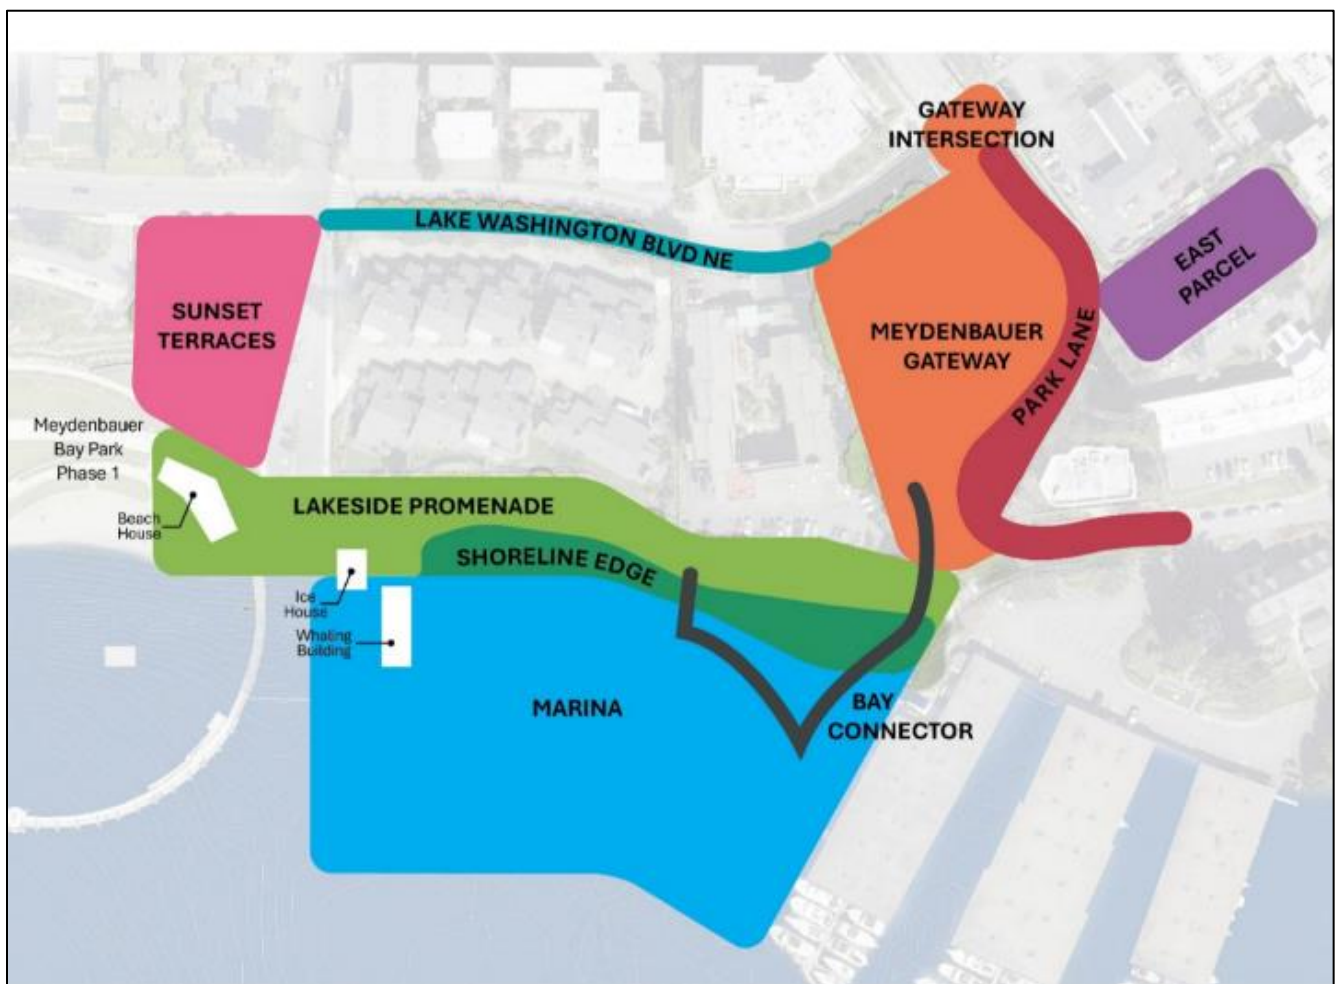 GATEWAY
INTERSECTION
LAKE WASHINGTON BLVD NE
EAST
PARCEL
SUNSET
TERRACES
MEYDENBAUER
GATEWAY
PARK LANE
Meydenbauer
Bay Park
Phase 1
Beach
House
LAKESIDE PROMENADE
SHORELINE EDGE
Ice
House
Whaling
Building
MARINA
BAY
CONNECTOR